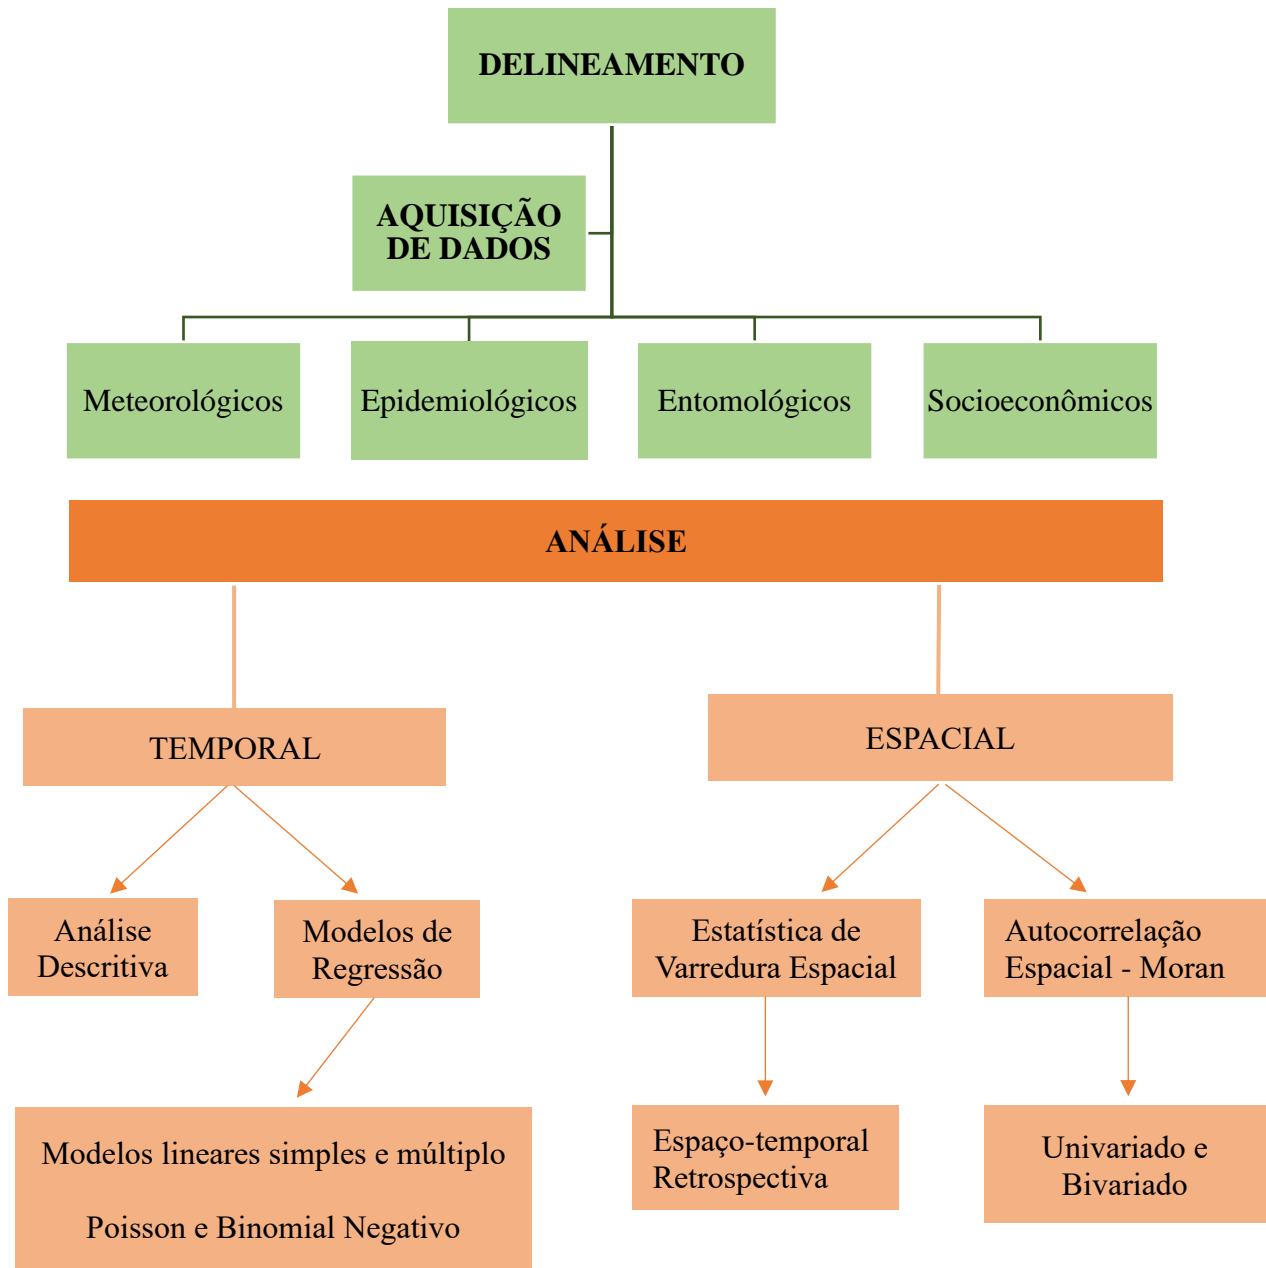 DELINEAMENTO
AQUISIÇÃO
DE DADOS
Meteorológicos
Epidemiológicos
Entomológicos
Socioeconômicos
ANÁLISE
TEMPORAL
ESPACIAL
Análise
Descritiva
Modelos de
Regressão
Estatística de
Varredura Espacial
Autocorrelação
Espacial - Moran
Modelos lineares simples e múltiplo
Poisson e Binomial Negativo
Espaço-temporal
Retrospectiva
Univariado e
Bivariado